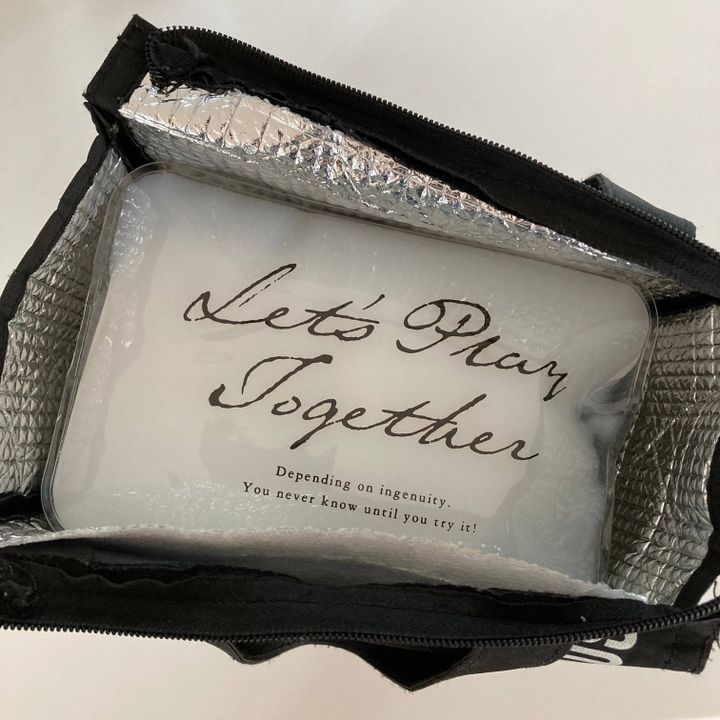 Let's Play
Together
Depending on ingenuity.
You never know until you try it!